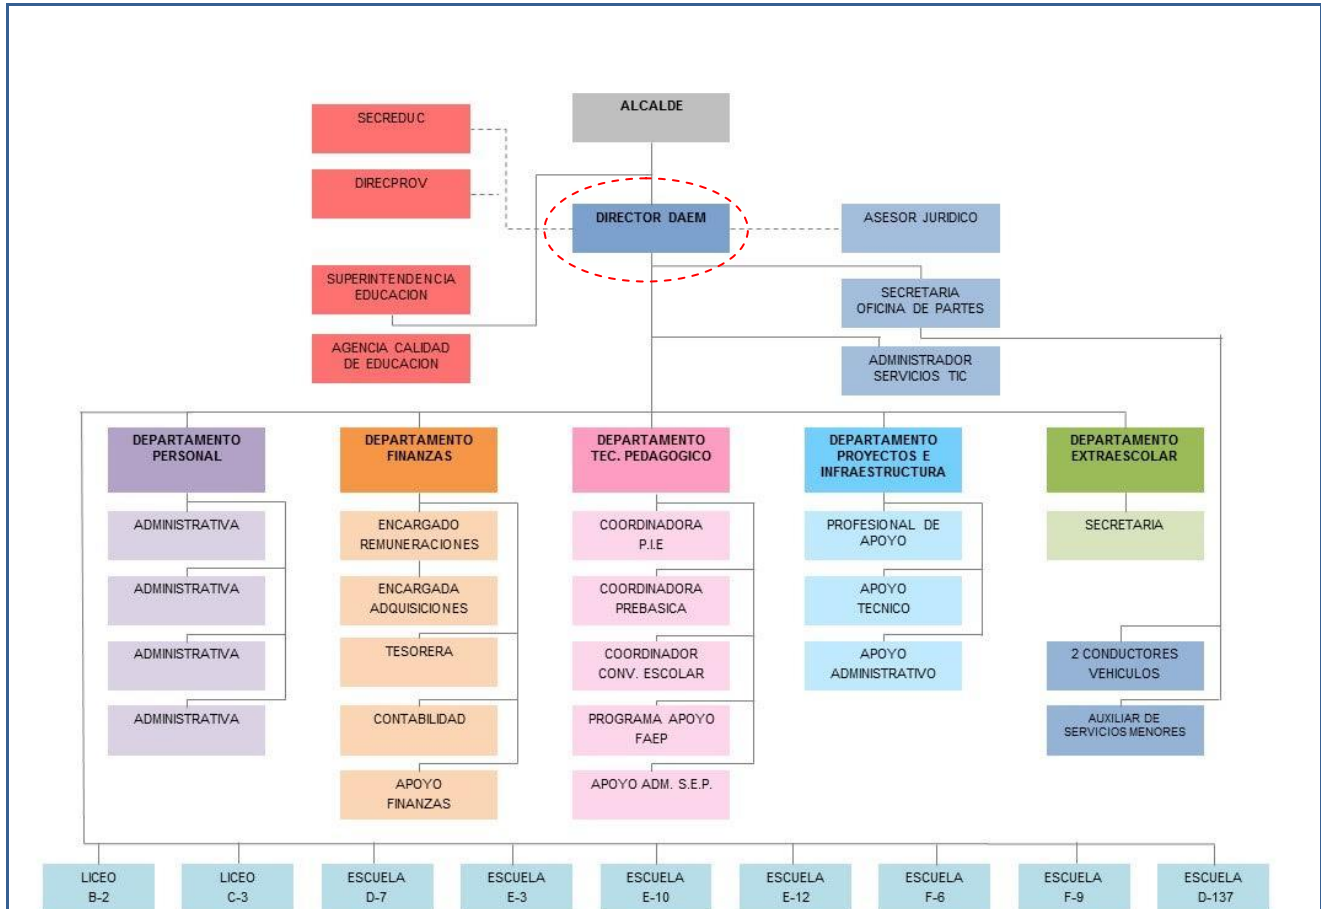 ALCALDE
SECREDUC
DIRECPROV
DIRECTOR DAEM
ASESOR JURIDICO
SUPERINTENDENCIA
EDUCACION
SECRETARIA
OFICINA DE PARTES
AGENCIA CALIDAD
DE EDUCACION
ADMINISTRADOR
SERVICIOS TIC
DEPARTAMENTO
PERSONAL
DEPARTAMENTO
FINANZAS
DEPARTAMENTO
TEC. PEDAGOGICO
DEPARTAMENTO
PROYECTOS E
INFRAESTRUCTURA
DEPARTAMENTO
EXTRAESCOLAR
ADMINISTRATIVA
ENCARGADO
REMUNERACIONES
COORDINADORA
P.I.E
PROFESIONAL DE
APOYO
SECRETARIA
ADMINISTRATIVA
ENCARGADA
ADQUISICIONES
COORDINADORA
PREBASICA
APOYO
TECNICO
ADMINISTRATIVA
TESORERA
COORDINADOR
CONV. ESCOLAR
APOYO
ADMINISTRATIVO
2 CONDUCTORES
VEHICULOS
ADMINISTRATIVA
CONTABILIDAD
PROGRAMA APOYO
FAEP
AUXILIAR DE
SERVICIOS MENORES
APOYO
FINANZAS
APOYO ADM. S.E.P.
LICEO
B-2
LICEO
C-3
ESCUELA
D-7
ESCUELA
E-3
ESCUELA
E-10
ESCUELA
E-12
ESCUELA
F-6
ESCUELA
F-9
ESCUELA
D-137